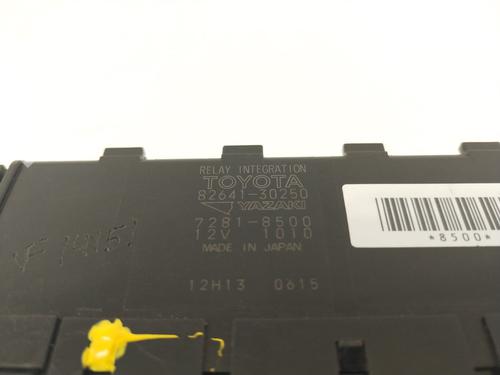 RELAY INTEGRATION
TOYOTA
82641-30250
YAZAKI
7281-8500
12V 1010
MADE IN JAPAN
12H13 0615
*8500*